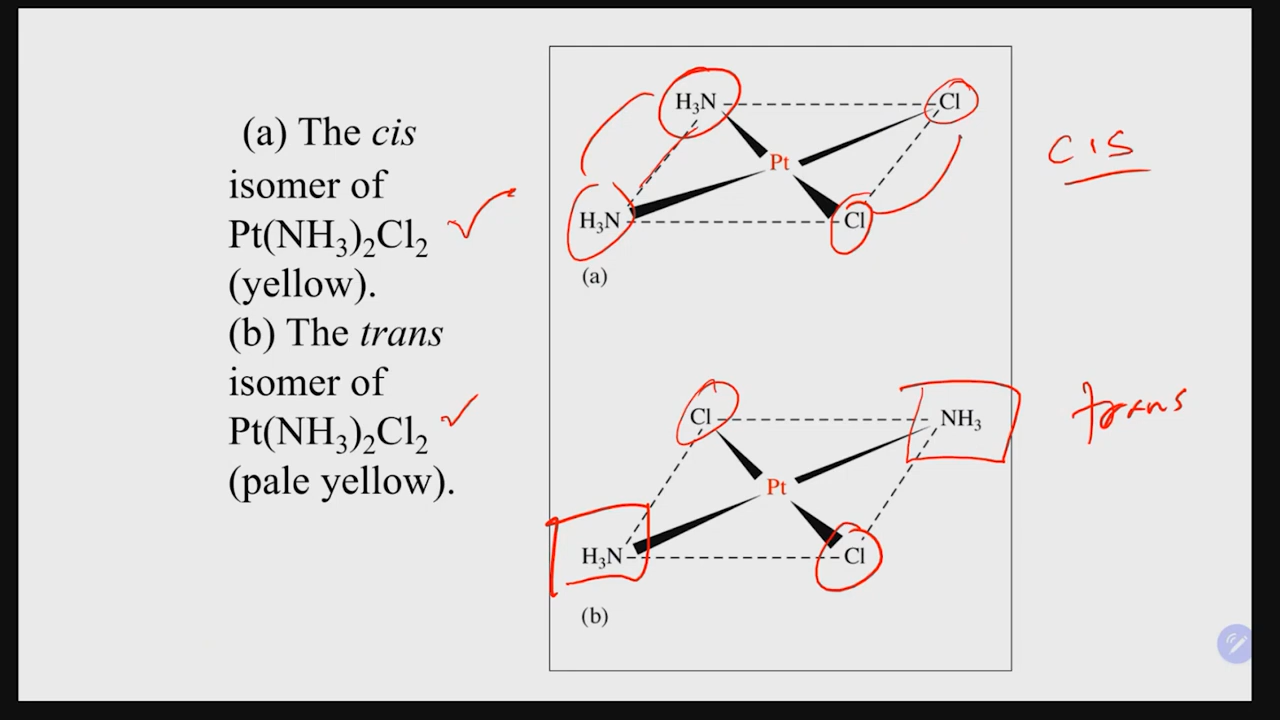 (a) The cis
isomer of
Pt(NH₃)₂Cl₂
(yellow).
(b) The trans
isomer of
Pt(NH₃)₂Cl₂
(pale yellow).
H₃N Cl
Pt
H₃N Cl
(a)
cis
Cl NH₃
Pt
H₃N Cl
(b)
trans